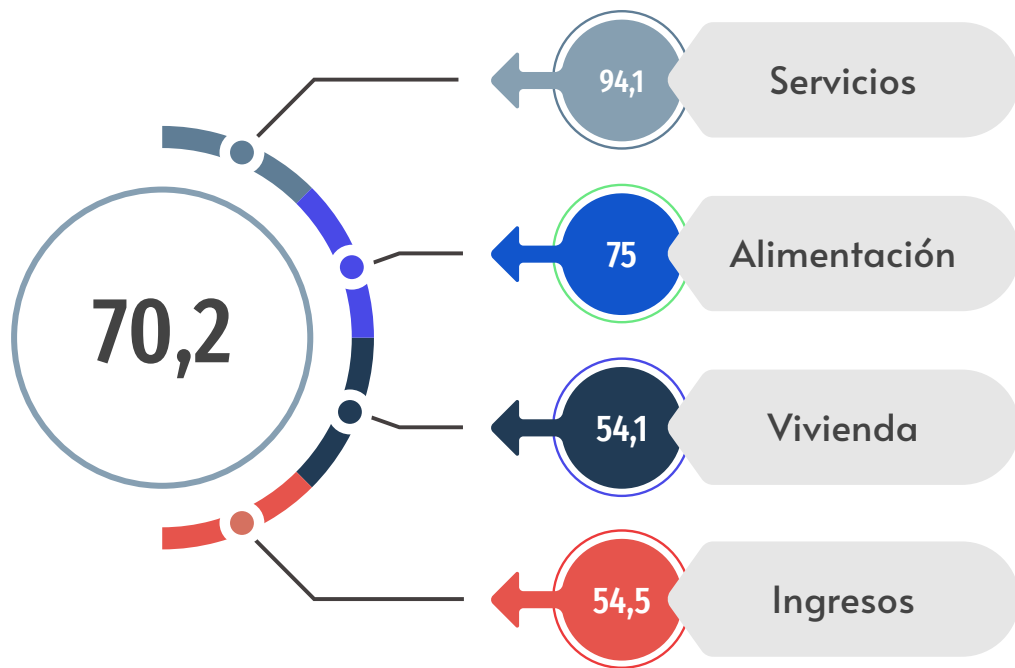 94,1
Servicios
75
Alimentación
70,2
54,1
Vivienda
54,5
Ingresos